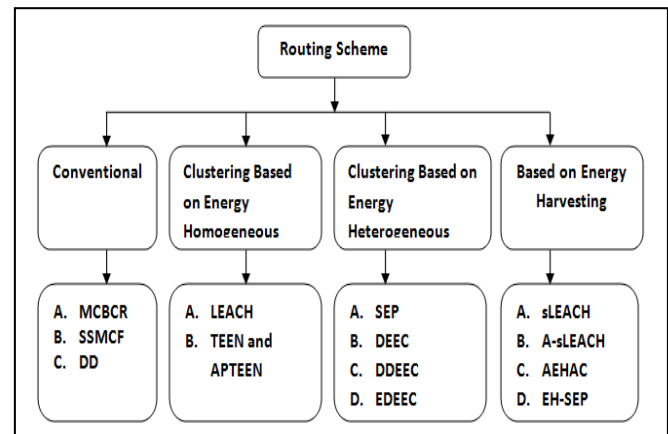 Routing Scheme
Conventional
Clustering Based
on Energy
Homogeneous
Clustering Based on
Energy
Heterogeneous
Based on Energy
Harvesting
A. MCBCR
B. SSMCF
C. DD
A. LEACH
B. TEEN and
APTEEN
A. SEP
B. DEEC
C. DDEEC
D. EDEEC
A. sLEACH
B. A-sLEACH
C. AEHAC
D. EH-SEP